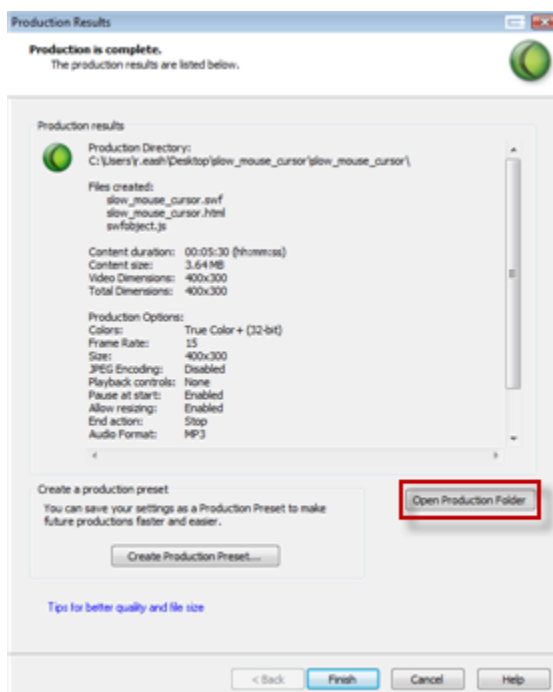 Production Results
Production is complete.
The production results are listed below.
Production results
Production Directory:
C:\Users\r.eash\Desktop\slow_mouse_cursor\slow_mouse_cursor\
Files created:
slow_mouse_cursor.swf
slow_mouse_cursor.html
swfobject.js
Content duration: 00:05:30 (hh:mm:ss)
Content size: 3.64 MB
Video Dimensions: 400x300
Total Dimensions: 400x300
Production Options:
Colors: True Color+ (32-bit)
Frame Rate: 15
Size: 400x300
JPEG Encoding: Disabled
Playback controls: None
Pause at start: Enabled
Allow resizing: Enabled
End action: Stop
Audio Format: MP3
Create a production preset
You can save your settings as a Production Preset to make
future productions faster and easier.
Open Production Folder
Create Production Preset...
Tips for better quality and file size
< Back Finish Cancel Help